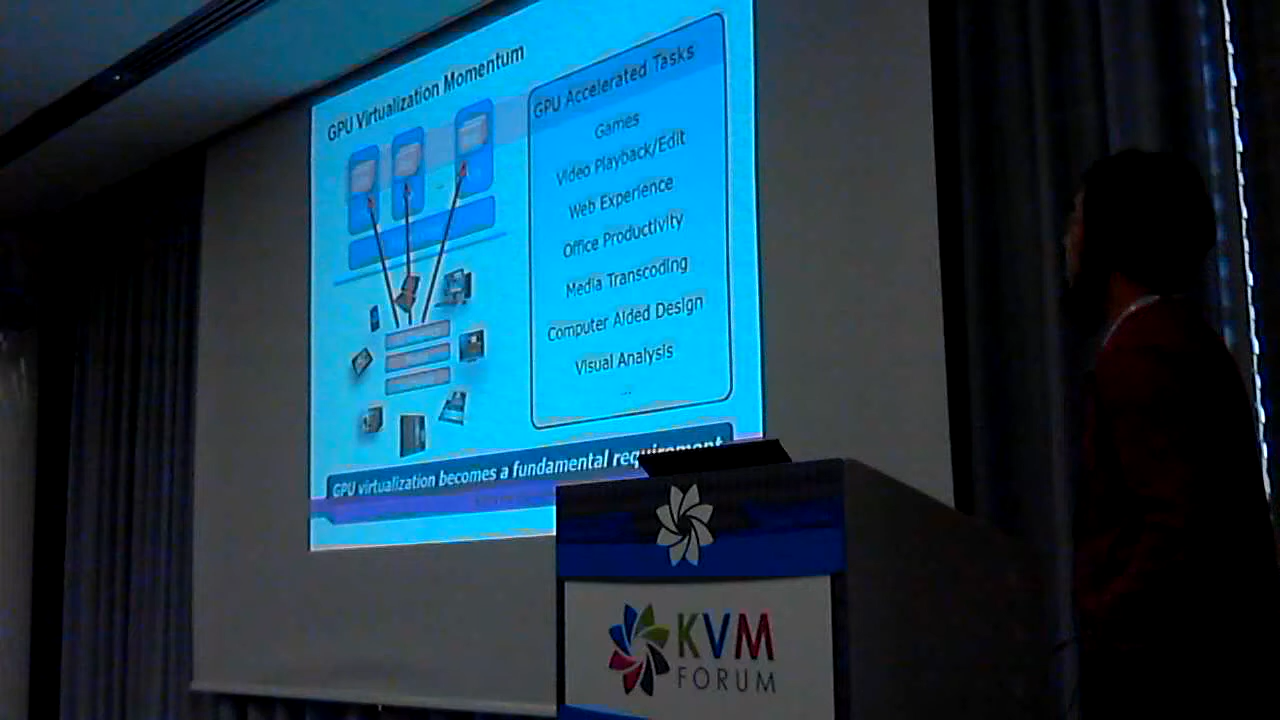 GPU Virtualization Momentum
GPU Accelerated Tasks
Games
Video Playback/Edit
Web Experience
Office Productivity
Media Transcoding
Computer Aided Design
Visual Analysis
...
GPU virtualization becomes a fundamental requirement
KVM
FORUM